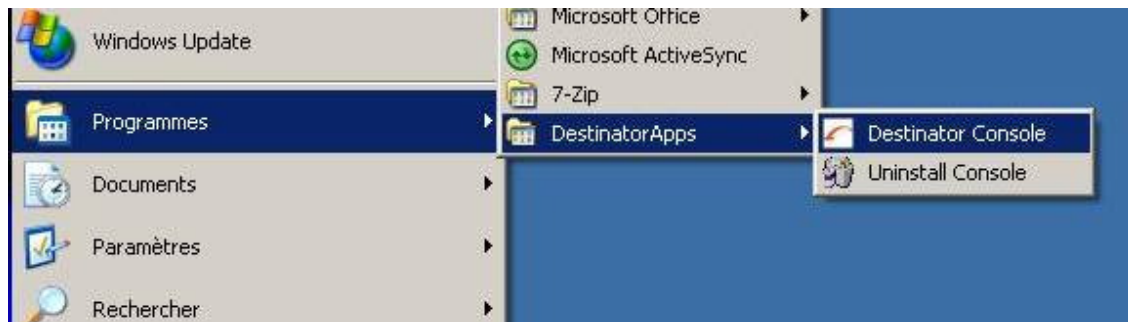 Windows Update
Programmes
Documents
Paramètres
Rechercher
Microsoft Office
Microsoft ActiveSync
7-Zip
DestinatorApps
Destinator Console
Uninstall Console